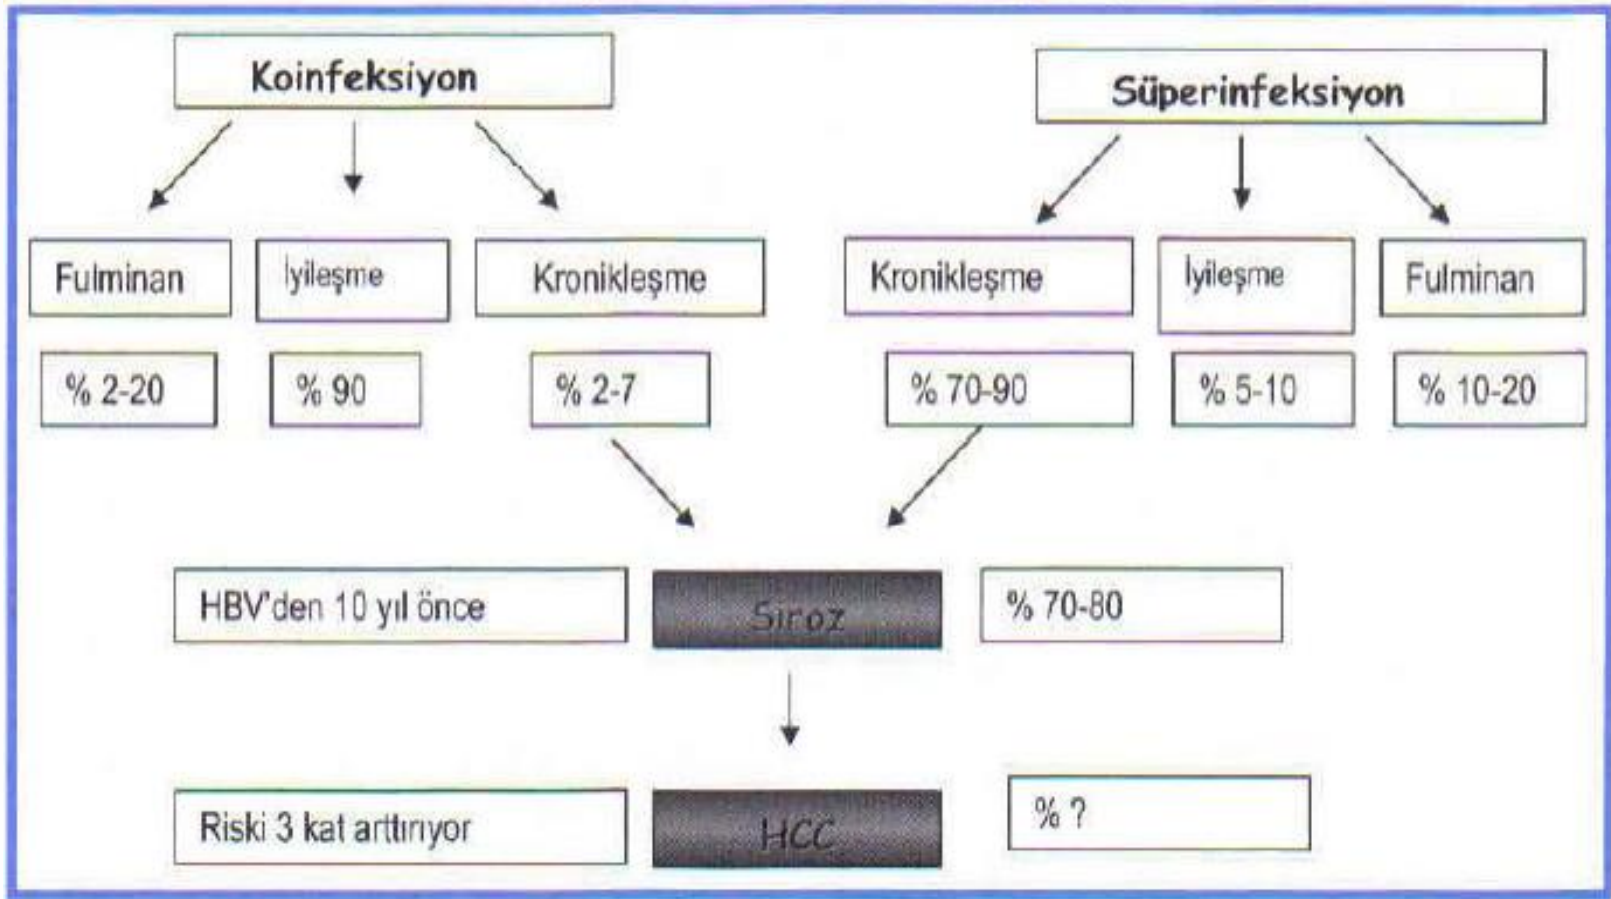 Koinfeksiyon
Süperinfeksiyon
Fulminan
İyileşme
Kronikleşme
Kronikleşme
İyileşme
Fulminan
% 2-20
% 90
% 2-7
% 70-90
% 5-10
% 10-20
HBV'den 10 yıl önce
Siroz
% 70-80
Riski 3 kat arttırıyor
HCC
% ?